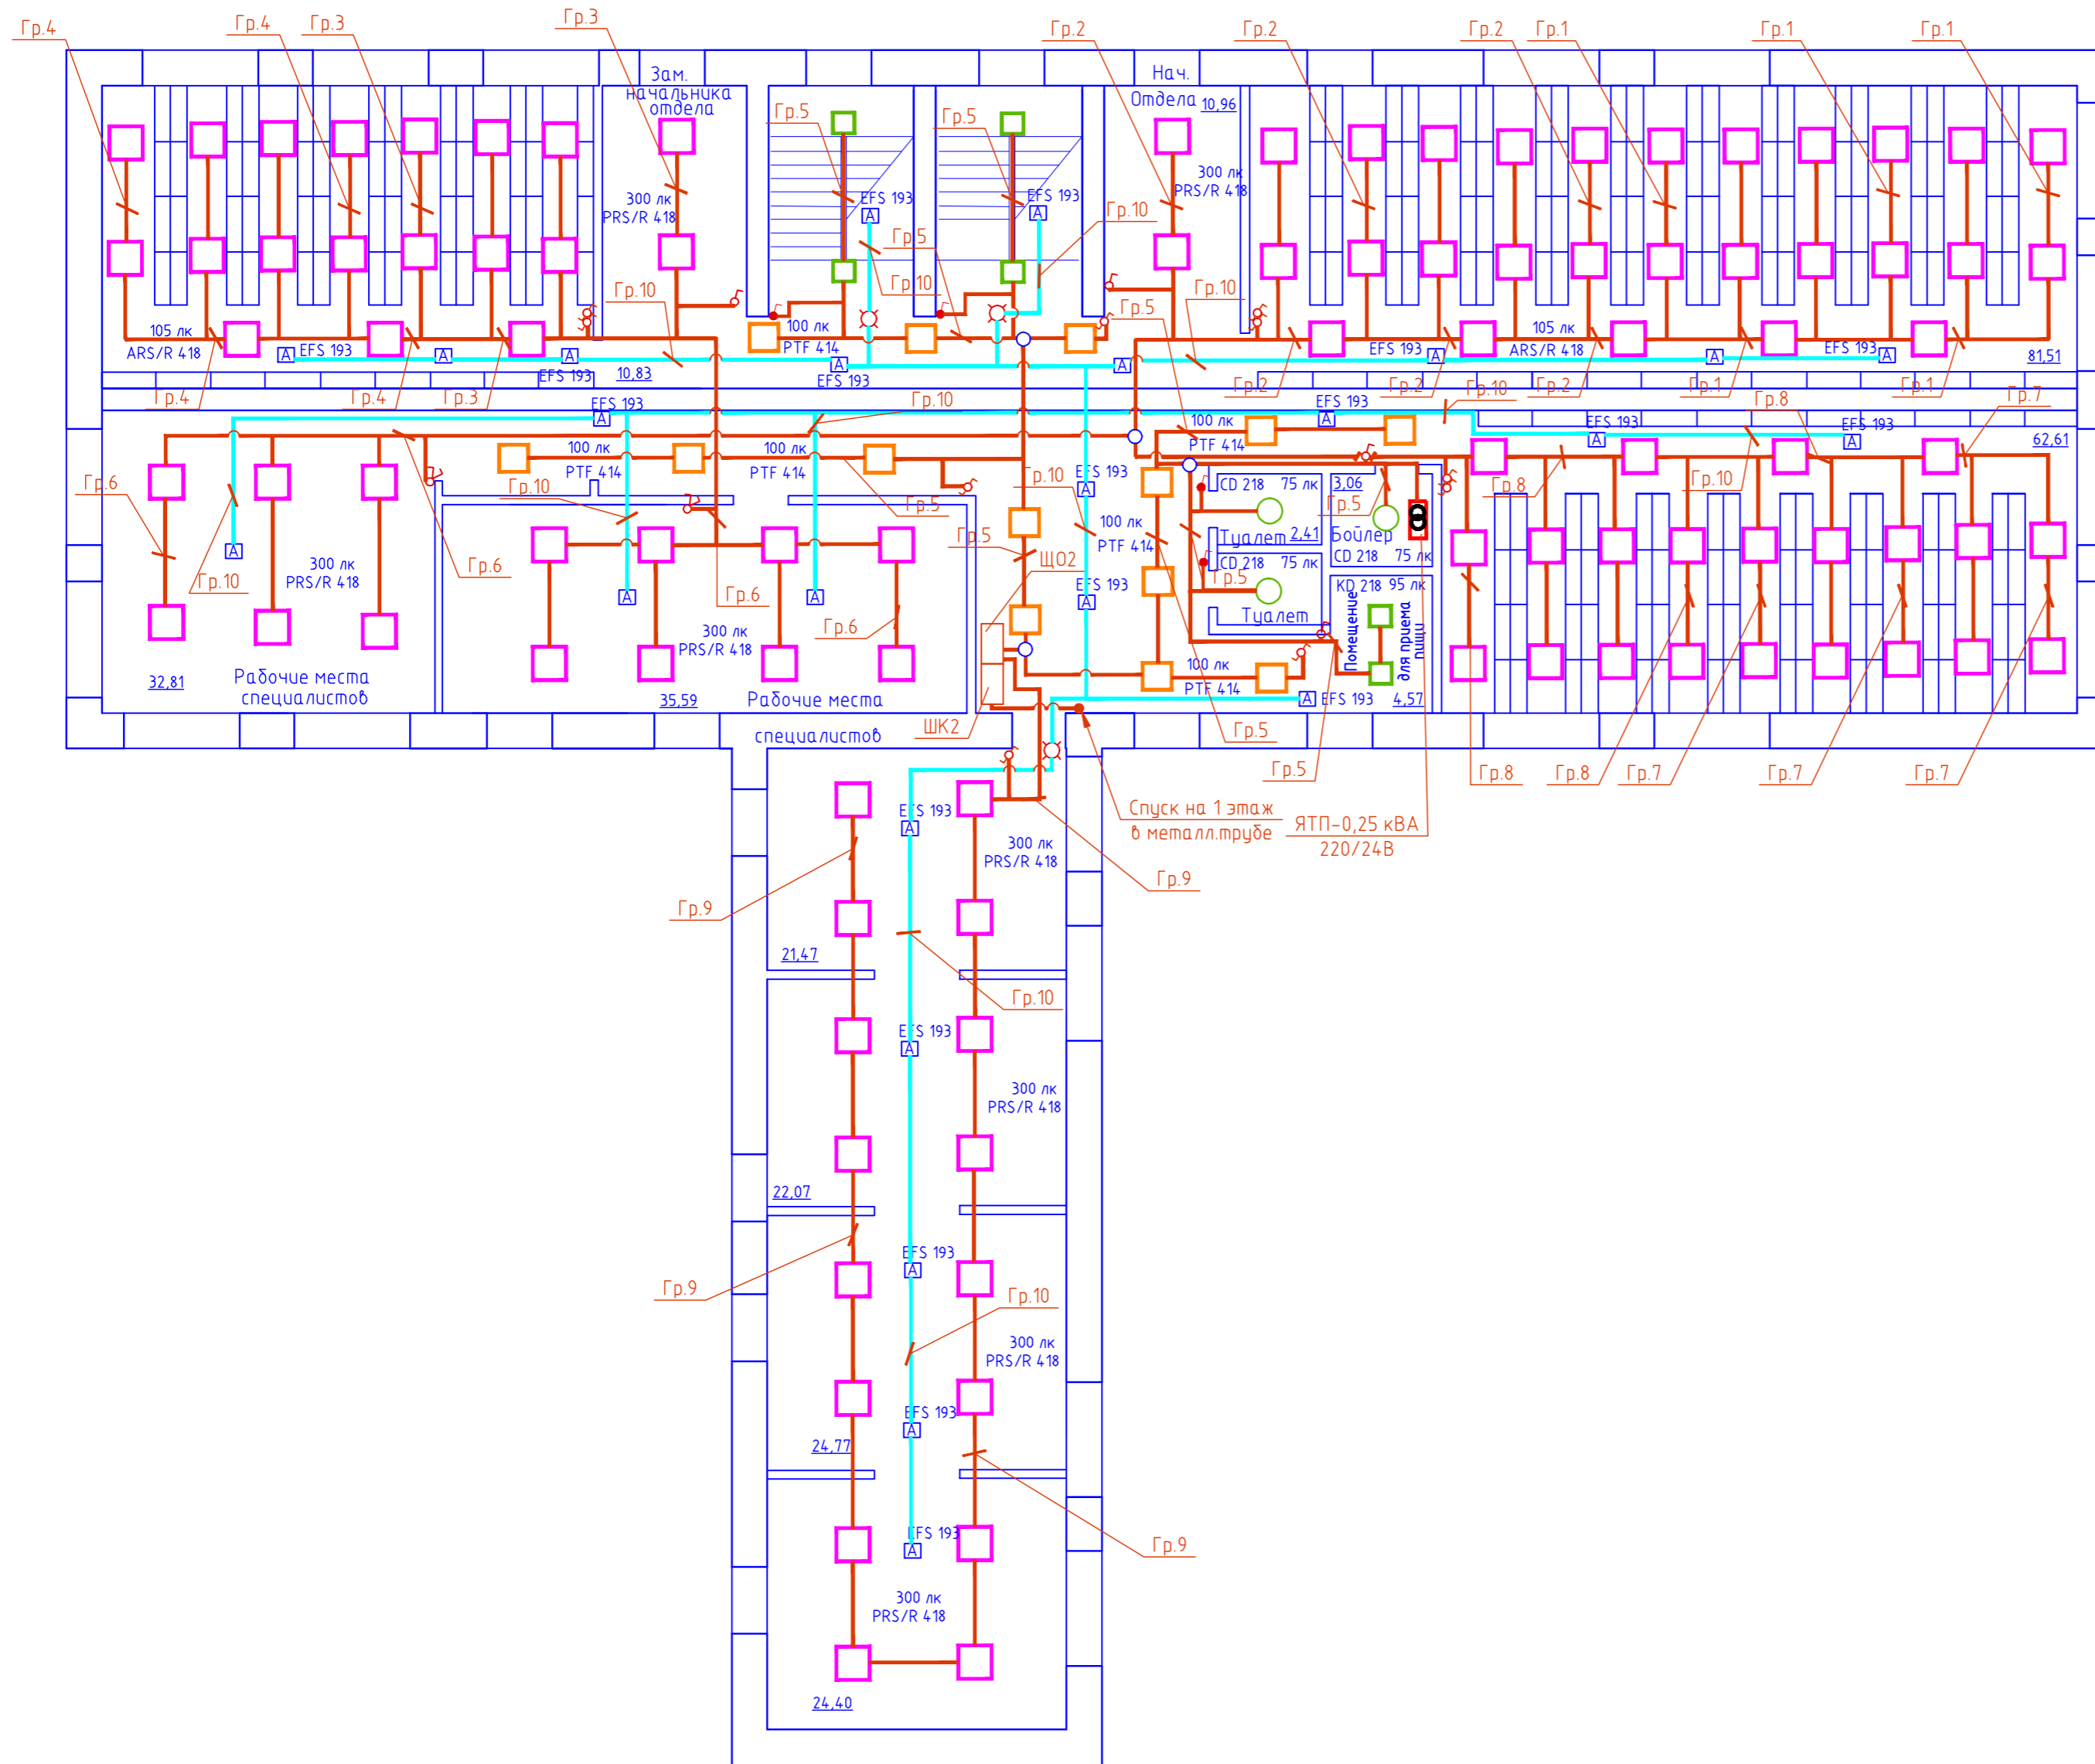 Гр.4
Гр.4
Гр.3
Гр.3
Гр.2
Гр.2
Гр.2
Гр.1
Гр.1
Гр.1
Зам.
начальника
отдела
Нач.
Отдела
10,96
Гр.5
Гр.5
300 лк
PRS/R 418
EFS 193
EFS 193
300 лк
PRS/R 418
Гр.10
Гр.5
Гр.10
Гр.10
Гр.5
Гр.10
105 лк
ARS/R 418
EFS 193
EFS 193
10,83
100 лк
PTF 414
EFS 193
EFS 193
105 лк
ARS/R 418
EFS 193
81,51
Гр.4
Гр.4
Гр.3
Гр.2
Гр.2
Гр.2
Гр.10
Гр.1
Гр.1
EFS 193
Гр.10
EFS 193
Гр.8
Гр.7
100 лк
PTF 414
100 лк
PTF 414
100 лк
PTF 414
EFS 193
EFS 193
62,61
Гр.6
Гр.10
Гр.5
Гр.10
EFS 193
CD 218 75 лк
3,06
Гр.5
Гр.8
Гр.10
100 лк
PTF 414
Туалет
2,41
Бойлер
CD 218 75 лк
CD 218 75 лк
Гр.5
ЩО2
Гр.6
Гр.10
300 лк
PRS/R 418
Гр.6
EFS 193
Гр.5
KD 218 95 лк
Туалет
Помещение
для приема
пищи
Гр.6
300 лк
PRS/R 418
Рабочие места
специалистов
32,81
35,59
Рабочие места
специалистов
ШК2
100 лк
PTF 414
EFS 193
4,57
Гр.5
Гр.5
Гр.8
Гр.8
Гр.7
Гр.7
Гр.7
Спуск на 1 этаж
в металл.трубе
ЯТП-0,25 кВА
220/24В
EFS 193
300 лк
PRS/R 418
Гр.9
Гр.9
21,47
Гр.10
EFS 193
300 лк
PRS/R 418
22,07
EFS 193
Гр.9
Гр.10
300 лк
PRS/R 418
EFS 193
24,77
EFS 193
Гр.9
300 лк
PRS/R 418
24,40